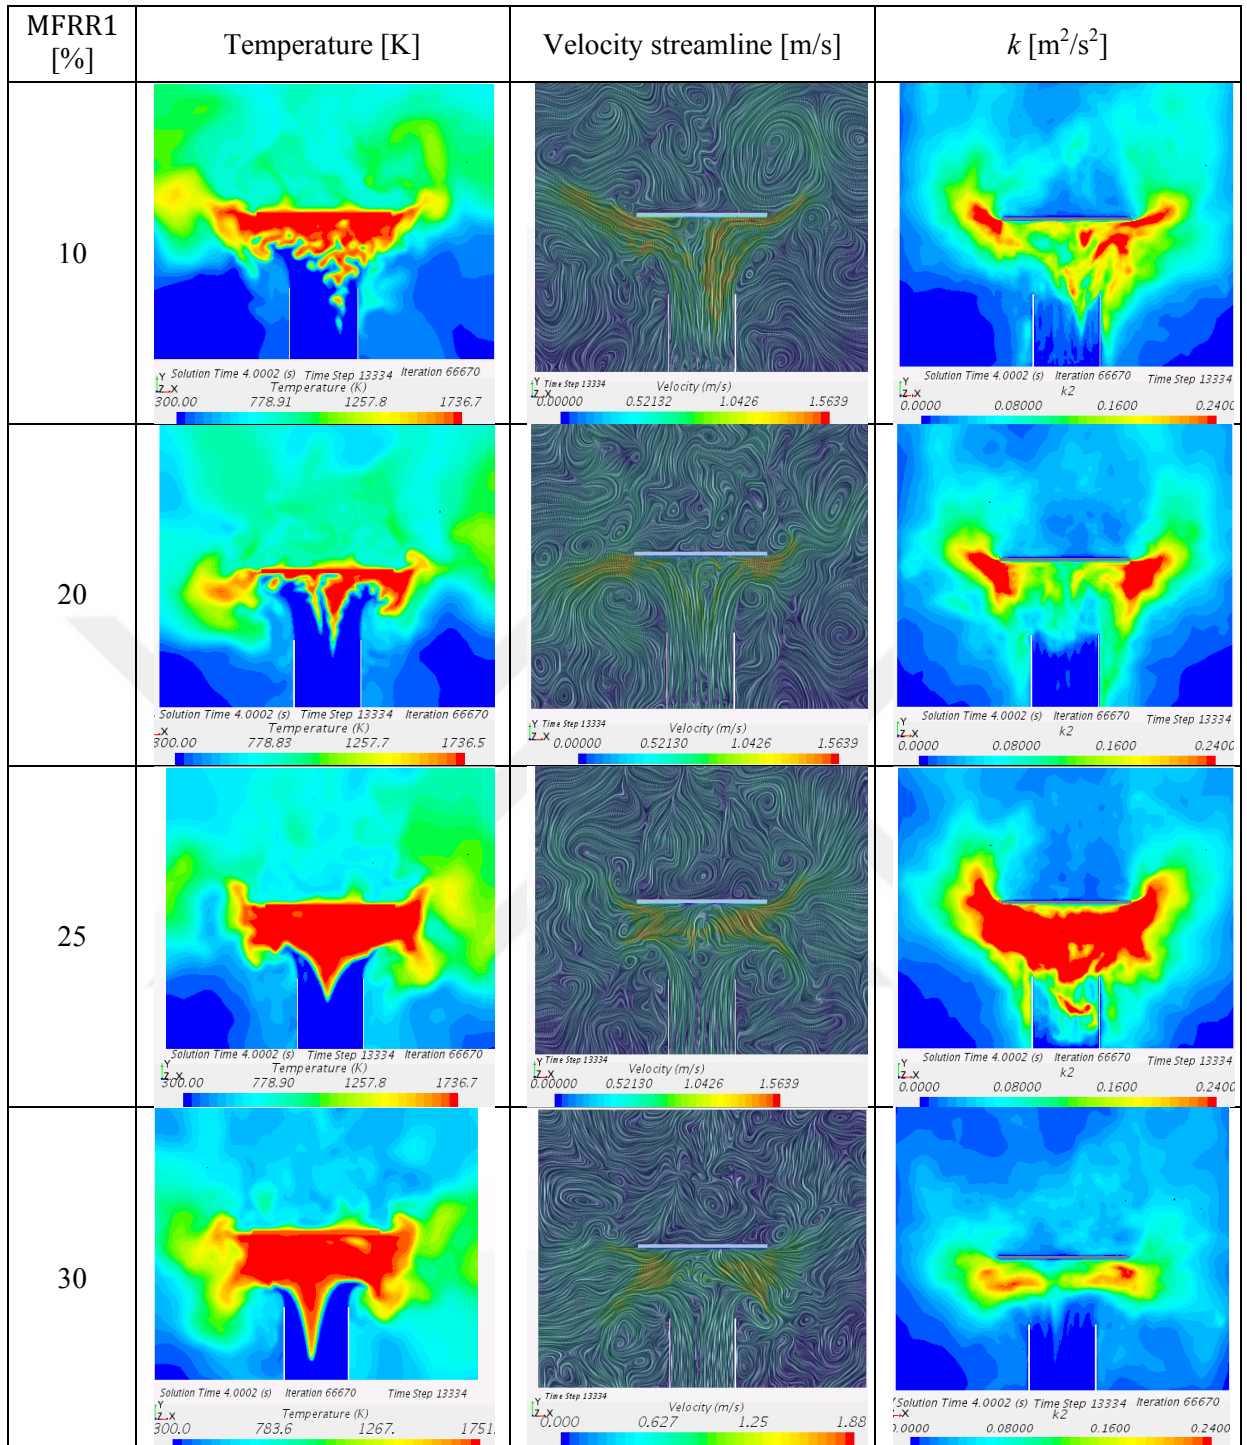 MFRR1
[%]
Temperature [K]
Velocity streamline [m/s]
k [m²/s²]
10
Y
Z X
Solution Time 4.0002 (s) Time Step 13334 Iteration 66670
Temperature (K)
300.00 778.91 1257.8 1736.7
Y
Z X
Time Step 13334
Velocity (m/s)
0.00000 0.52132 1.0426 1.5639
Y
Z X
Solution Time 4.0002 (s) Iteration 66670 Time Step 13334
k2
0.0000 0.08000 0.1600 0.2400
20
Solution Time 4.0002 (s) Time Step 13334 Iteration 66670
X
Temperature (K)
300.00 778.83 1257.7 1736.5
Y
Z X
Time Step 13334
Velocity (m/s)
0.00000 0.52130 1.0426 1.5639
Y
Z X
Solution Time 4.0002 (s) Iteration 66670 Time Step 13334
k2
0.0000 0.08000 0.1600 0.2400
25
Y
Z X
Solution Time 4.0002 (s) Time Step 13334 Iteration 66670
Temperature (K)
300.00 778.90 1257.8 1736.7
Y
Z X
Time Step 13334
Velocity (m/s)
0.00000 0.52130 1.0426 1.5639
Y
Z X
Solution Time 4.0002 (s) Iteration 66670 Time Step 13334
k2
0.0000 0.08000 0.1600 0.2400
30
Y
Z X
Solution Time 4.0002 (s) Iteration 66670 Time Step 13334
Temperature (K)
300.0 783.6 1267. 1751.
Y
Z X
Time Step 13334
Velocity (m/s)
0.000 0.627 1.25 1.88
Y
X
Solution Time 4.0002 (s) Time Step 13334 Iteration 66670
k2
0.0000 0.08000 0.1600 0.2400